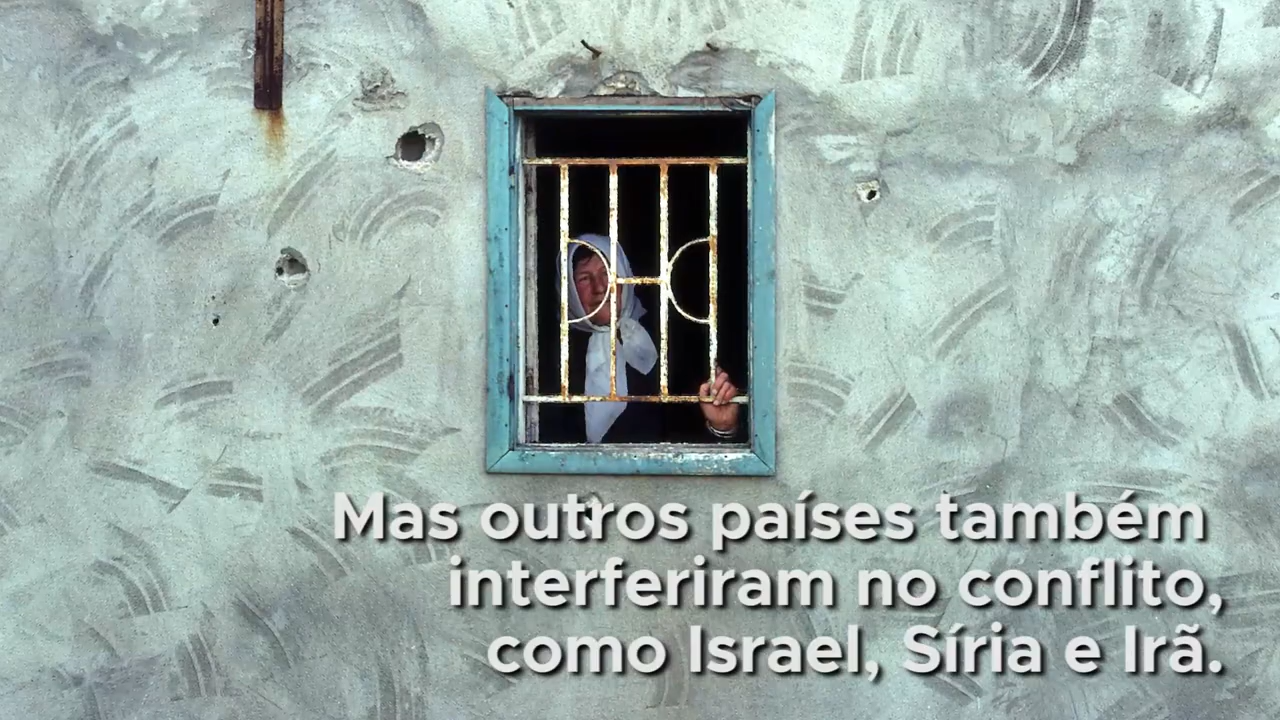 Mas outros países também
interferiram no conflito,
como Israel, Síria e Irã.